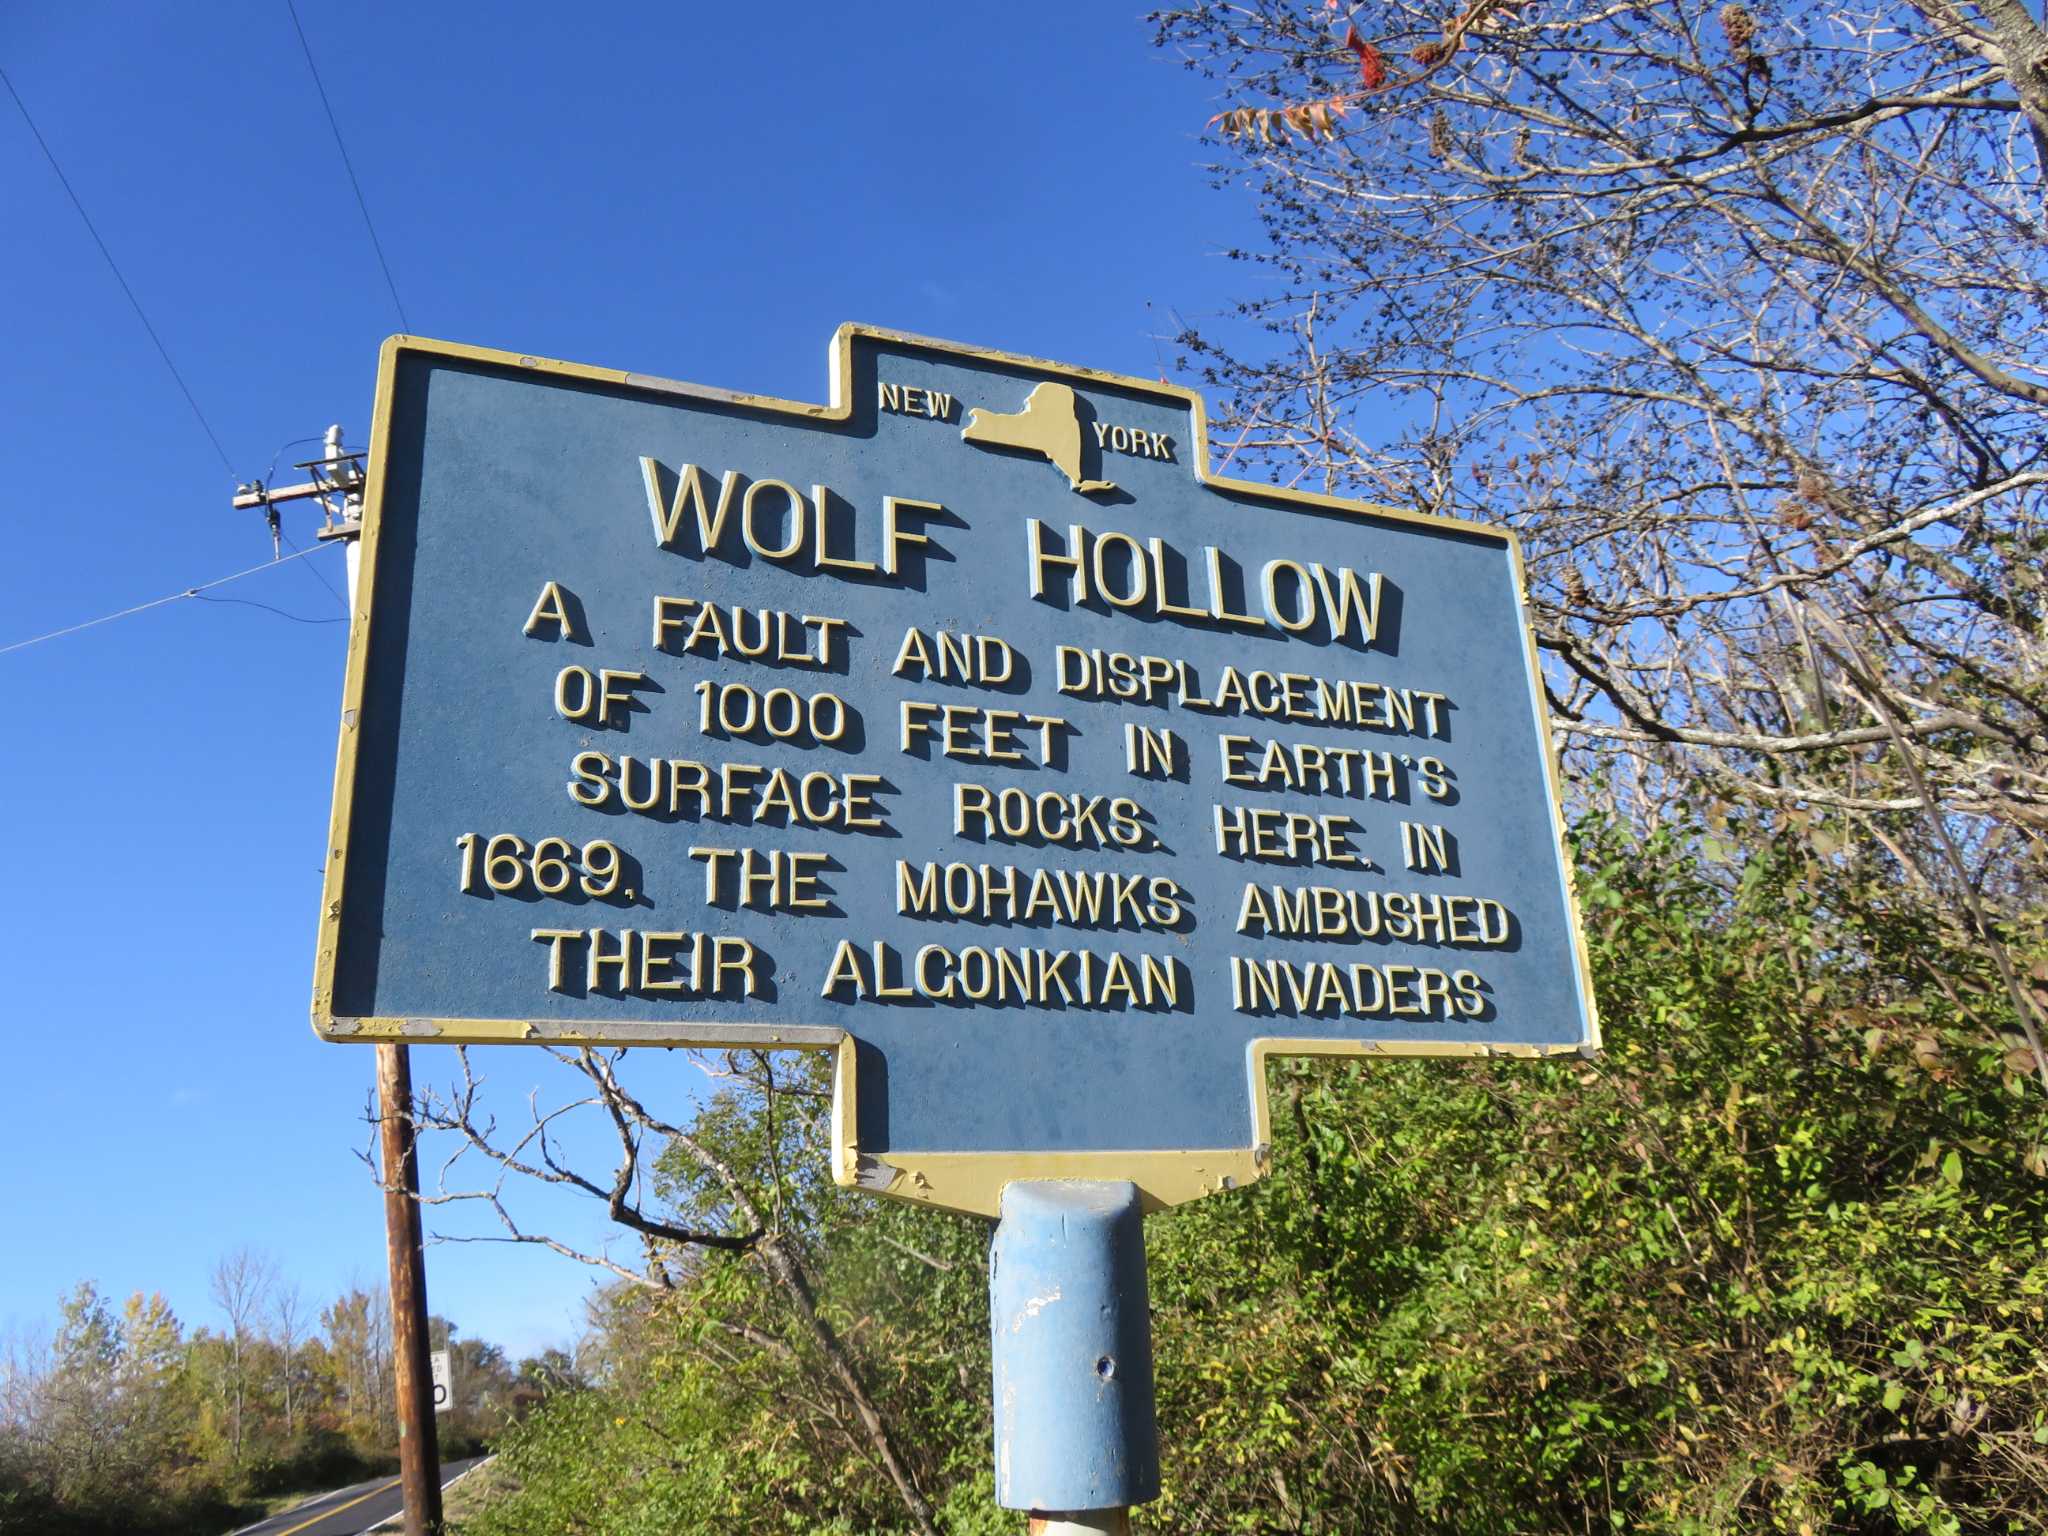 NEW YORK
WOLF HOLLOW
A FAULT AND DISPLACEMENT
OF 1000 FEET IN EARTH'S
SURFACE ROCKS. HERE, IN
1669, THE MOHAWKS AMBUSHED
THEIR ALGONKIAN INVADERS